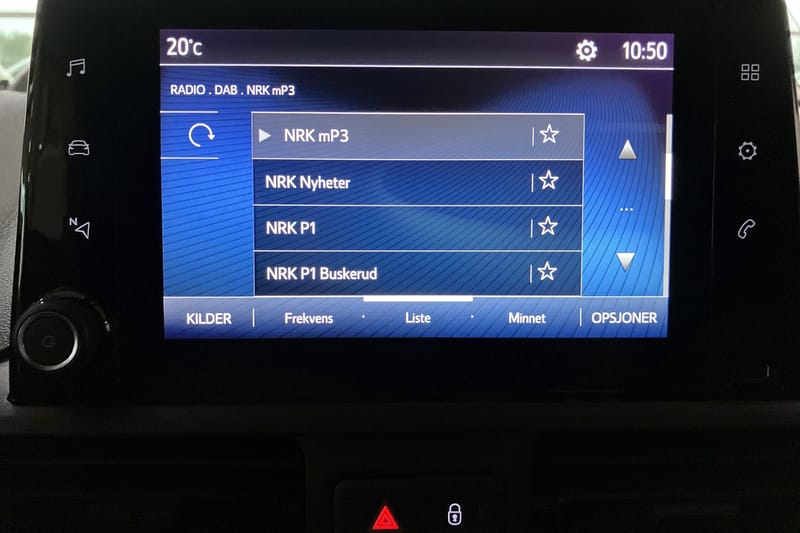 20°C
10:50
RADIO . DAB . NRK mP3
NRK mP3
NRK Nyheter
NRK P1
NRK P1 Buskerud
KILDER
Frekvens
Liste
Minnet
OPSJONER
N